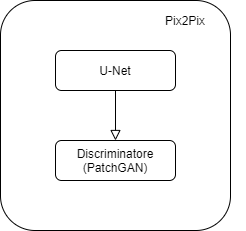 Pix2Pix
U-Net
Discriminatore
(PatchGAN)